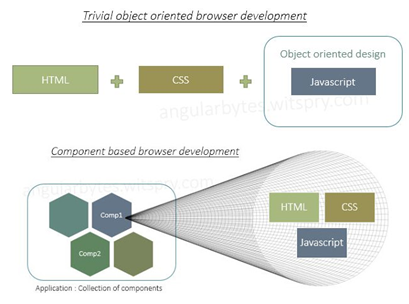 Trivial object oriented browser development
Object oriented design
HTML
CSS
Javascript
angularbytes.witspry.com
Component based browser development
angularbytes.witspry.com
Comp1
Comp2
HTML
CSS
Javascript
Application : Collection of components